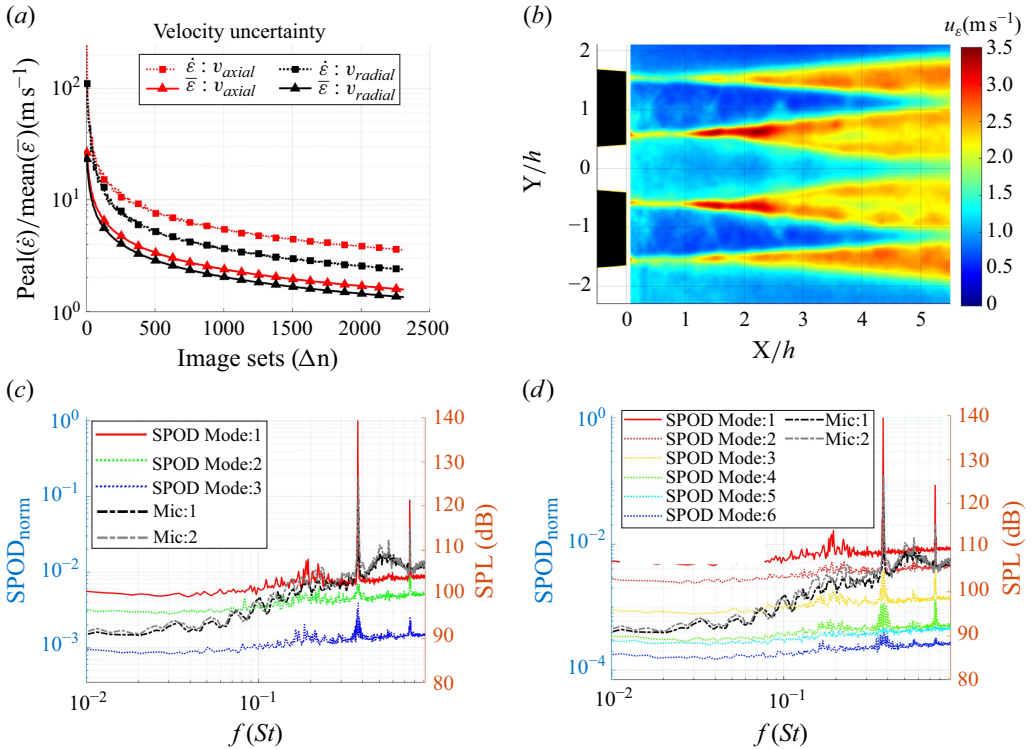 (a)
Velocity uncertainty
ε̇ : v_axial
ε̇ : v_radial
ε̅ : v_axial
ε̅ : v_radial
Peal(ε̇)/mean(ε̅)(m s⁻¹)
10²
10¹
10⁰
0 500 1000 1500 2000 2500
Image sets (Δn)
(b)
u_ε(m s⁻¹)
Y/h
2
1
0
−1
−2
0 1 2 3 4 5
X/h
3.5
3.0
2.5
2.0
1.5
1.0
0.5
0
(c)
SPOD_norm
10⁰
10⁻¹
10⁻²
10⁻³
SPOD Mode:1
SPOD Mode:2
SPOD Mode:3
Mic:1
Mic:2
140
120
100
90
80
SPL (dB)
10⁻² 10⁻¹
f (St)
(d)
SPOD_norm
10⁰
10⁻²
10⁻⁴
SPOD Mode:1
SPOD Mode:2
SPOD Mode:3
SPOD Mode:4
SPOD Mode:5
SPOD Mode:6
Mic:1
Mic:2
140
130
120
110
100
90
80
SPL (dB)
10⁻² 10⁻¹
f (St)